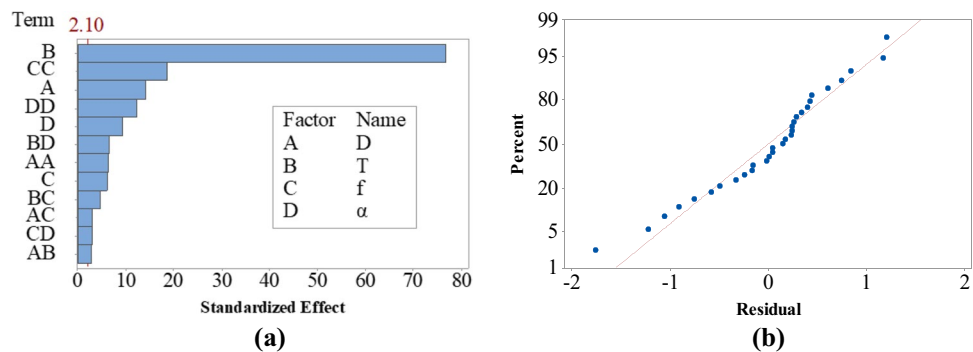 Term 2.10
B
CC
A
DD
D
BD
AA
C
BC
AC
CD
AB
Factor Name
A D
B T
C f
D α
0 10 20 30 40 50 60 70 80
Standardized Effect
(a)
99
95
80
50
20
5
1
Percent
-2 -1 0 1 2
Residual
(b)